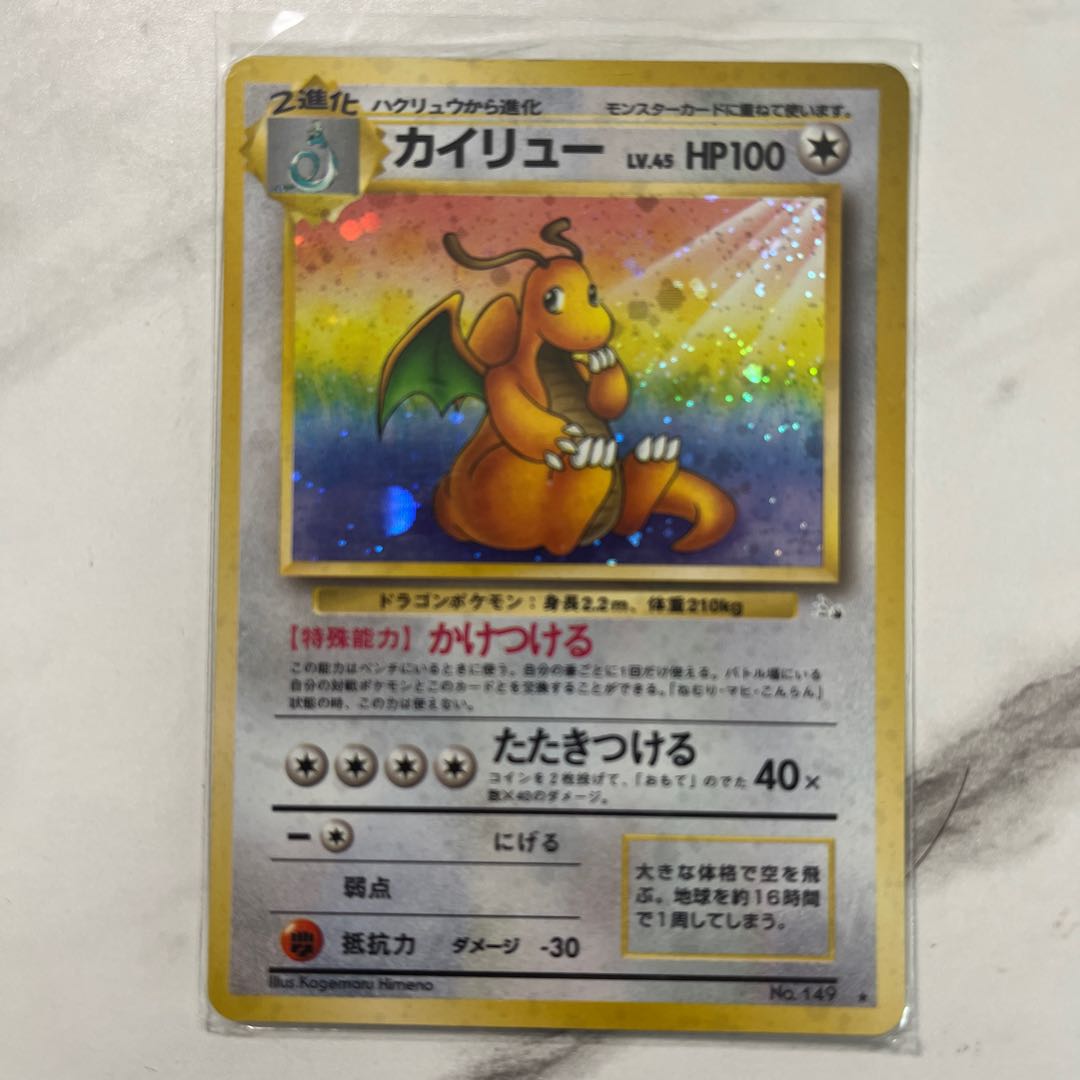 2進化 ハクリュウから進化 モンスターカードに重ねて使います。
カイリュー LV.45 HP100
ドラゴンポケモン：身長2.2m、体重210kg
【特殊能力】かけつける
この能力はベンチにいるときに使う。自分の番ごとに1回だけ使える。バトル場にいる
自分の対戦ポケモンとこのカードとを交換することができる。「ねむり・マヒ・こんらん」
状態の時、この力は使えない。
たたきつける 40×
コインを2枚投げて、「おもて」のでた
数×40のダメージ。
にげる
弱点
抵抗力 ダメージ -30
大きな体格で空を飛
ぶ。地球を約16時間
で1周してしまう。
Illus.Kagemaru Himeno
No. 149